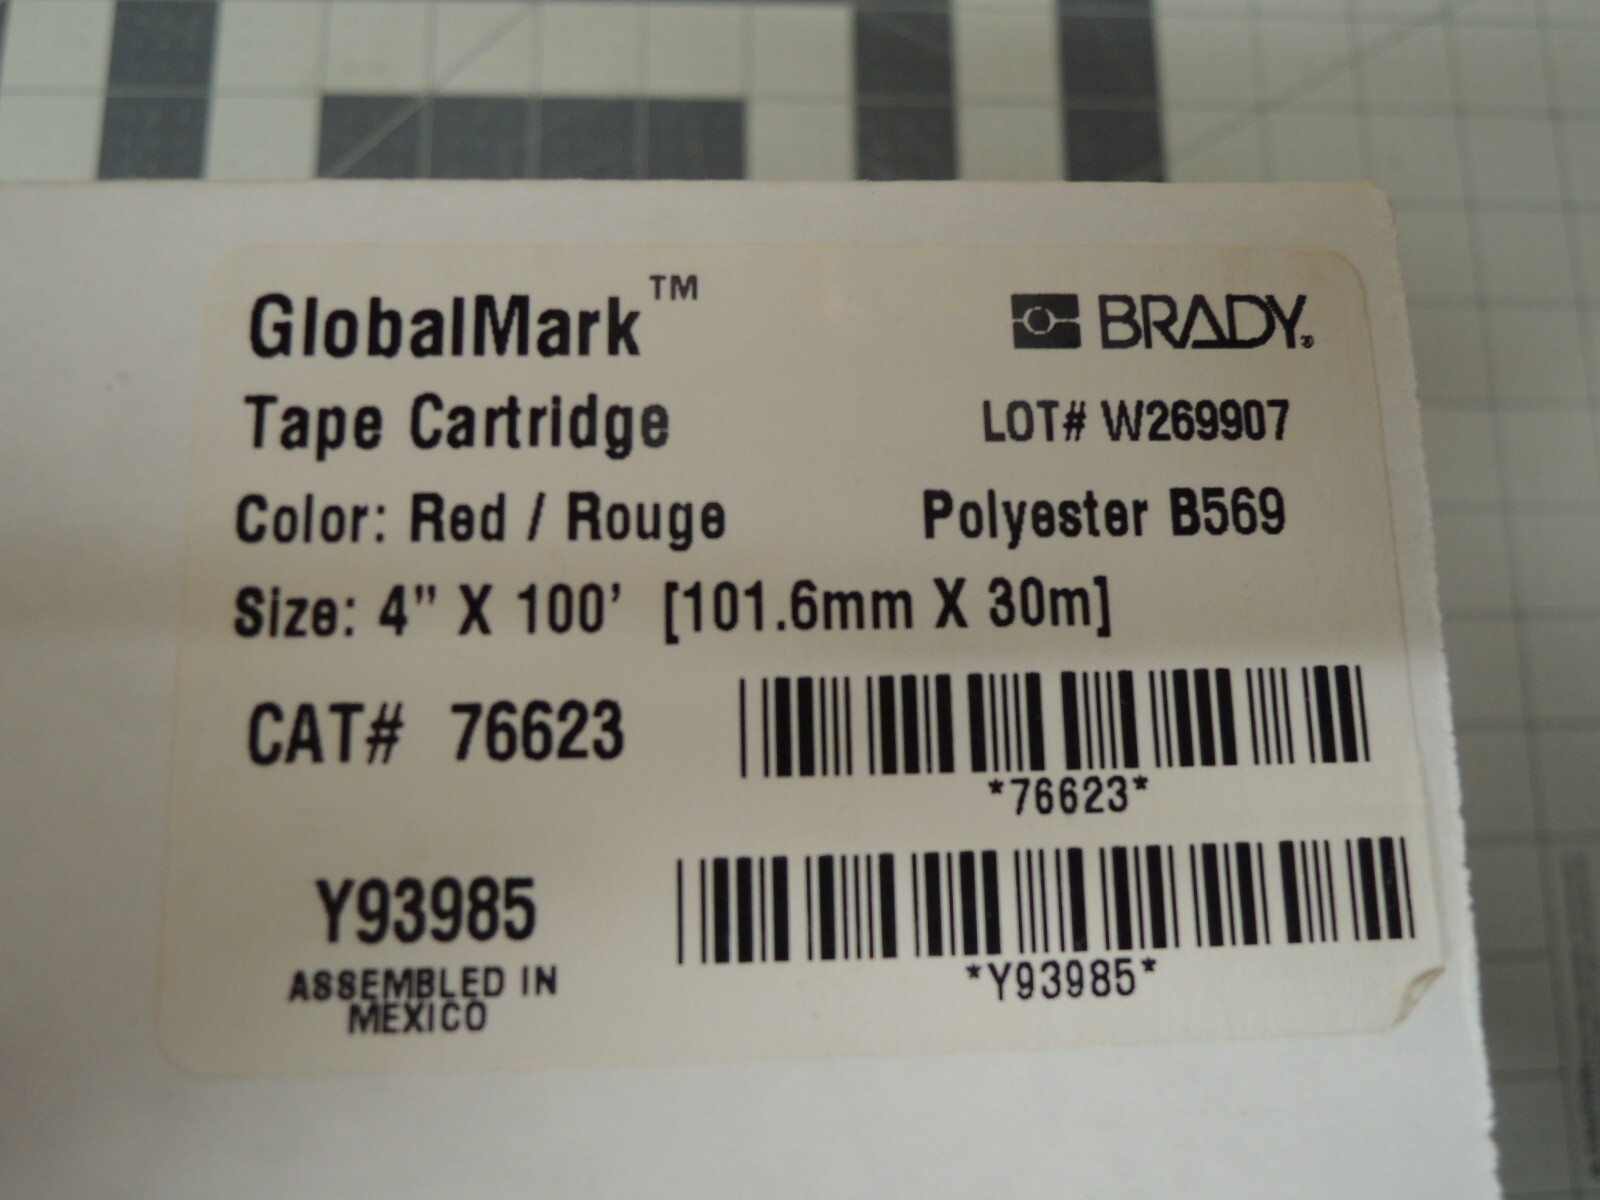 GlobalMark™
BRADY®
Tape Cartridge
LOT# W269907
Color: Red / Rouge
Polyester B569
Size: 4" X 100' [101.6mm X 30m]
CAT# 76623
*76623*
Y93985
*Y93985*
ASSEMBLED IN
MEXICO